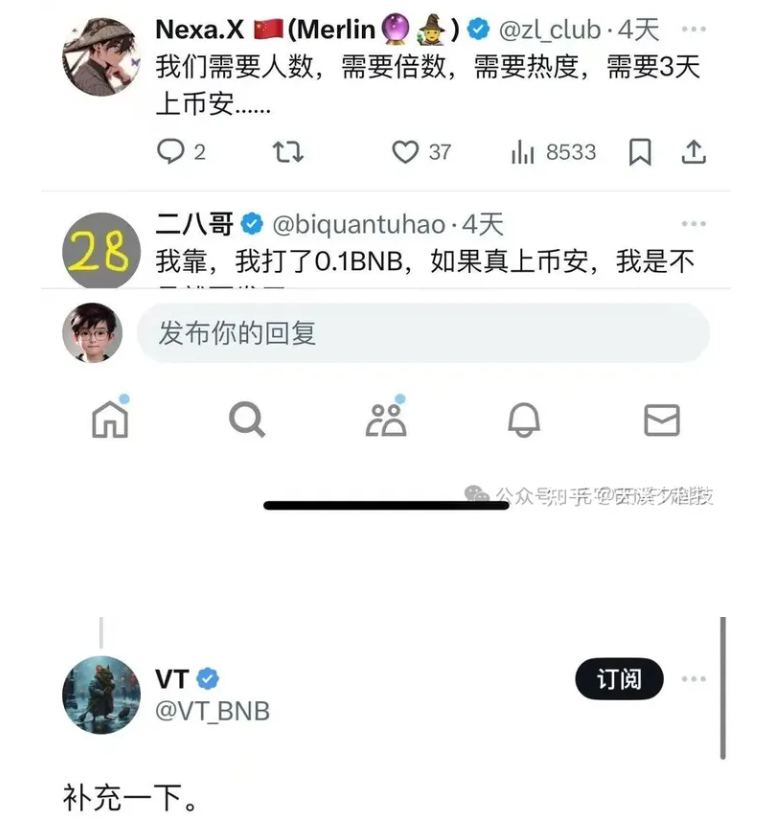 Nexa.X 🇨🇳(Merlin🔮🧙) @zl_club · 4天
我们需要人数，需要倍数，需要热度，需要3天
上币安......
2 37 8533
二八哥 @biquantuhao · 4天
28
我靠，我打了0.1BNB，如果真上币安，我是不
发布你的回复
公众号
知乎
VT
@VT_BNB
订阅
补充一下。